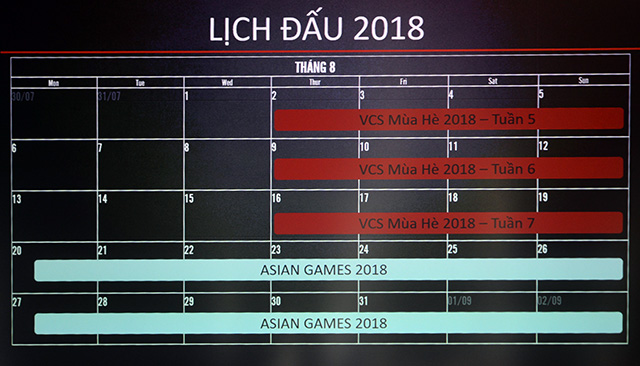 LỊCH ĐẤU 2018
THÁNG 8
Mon Tue Wed Thur Fri Sat Sun
30/07 31/07 1 2 3 4 5
VCS Mùa Hè 2018 – Tuần 5
6 7 8 9 10 11 12
VCS Mùa Hè 2018 – Tuần 6
13 14 15 16 17 18 19
VCS Mùa Hè 2018 – Tuần 7
20 21 22 23 24 25 26
ASIAN GAMES 2018
27 28 29 30 31 01/09 02/09
ASIAN GAMES 2018